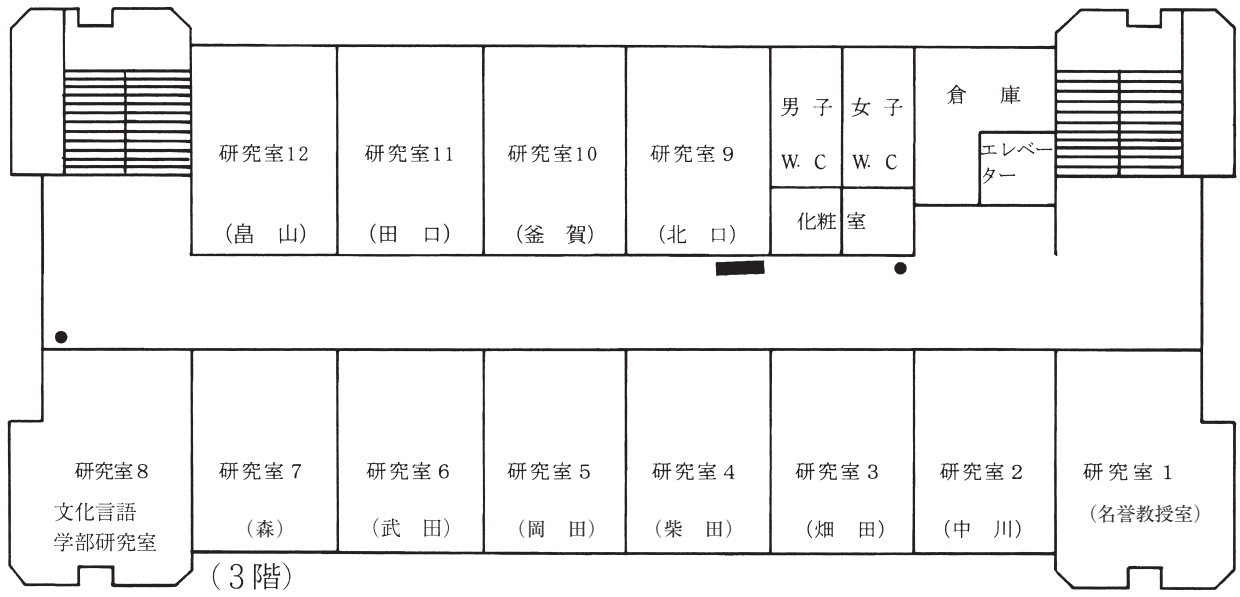 男子
W. C
女子
W. C
倉庫
エレベー
ター
化粧室
研究室12
(畠山)
研究室11
(田口)
研究室10
(釜賀)
研究室9
(北口)
研究室8
文化言語
学部研究室
研究室7
(森)
研究室6
(武田)
研究室5
(岡田)
研究室4
(柴田)
研究室3
(畑田)
研究室2
(中川)
研究室1
(名誉教授室)
(3階)